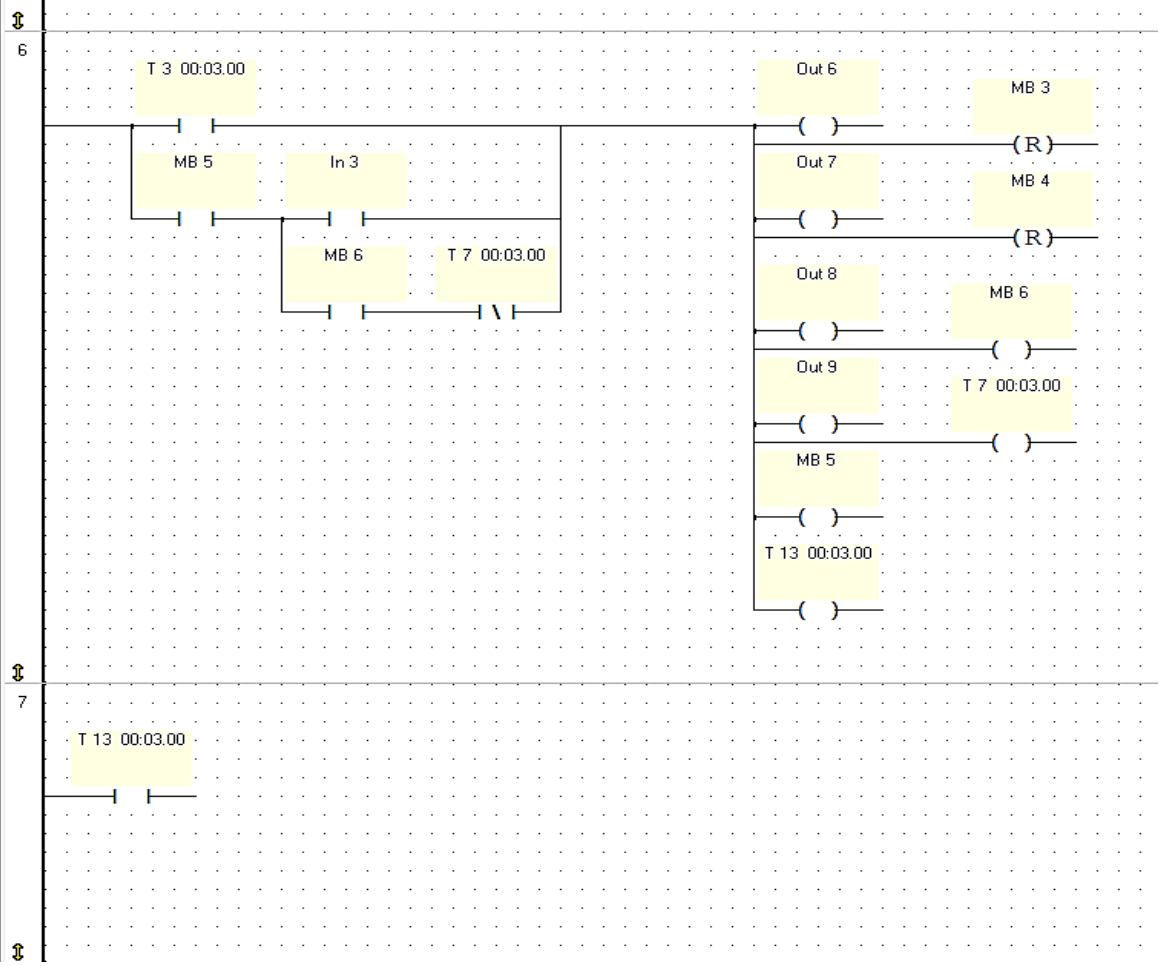 6
T 3 00:03.00
Out 6
MB 3
MB 5
In 3
Out 7
MB 4
(R)
(R)
MB 6
T 7 00:03.00
Out 8
MB 6
Out 9
T 7 00:03.00
MB 5
T 13 00:03.00
7
T 13 00:03.00